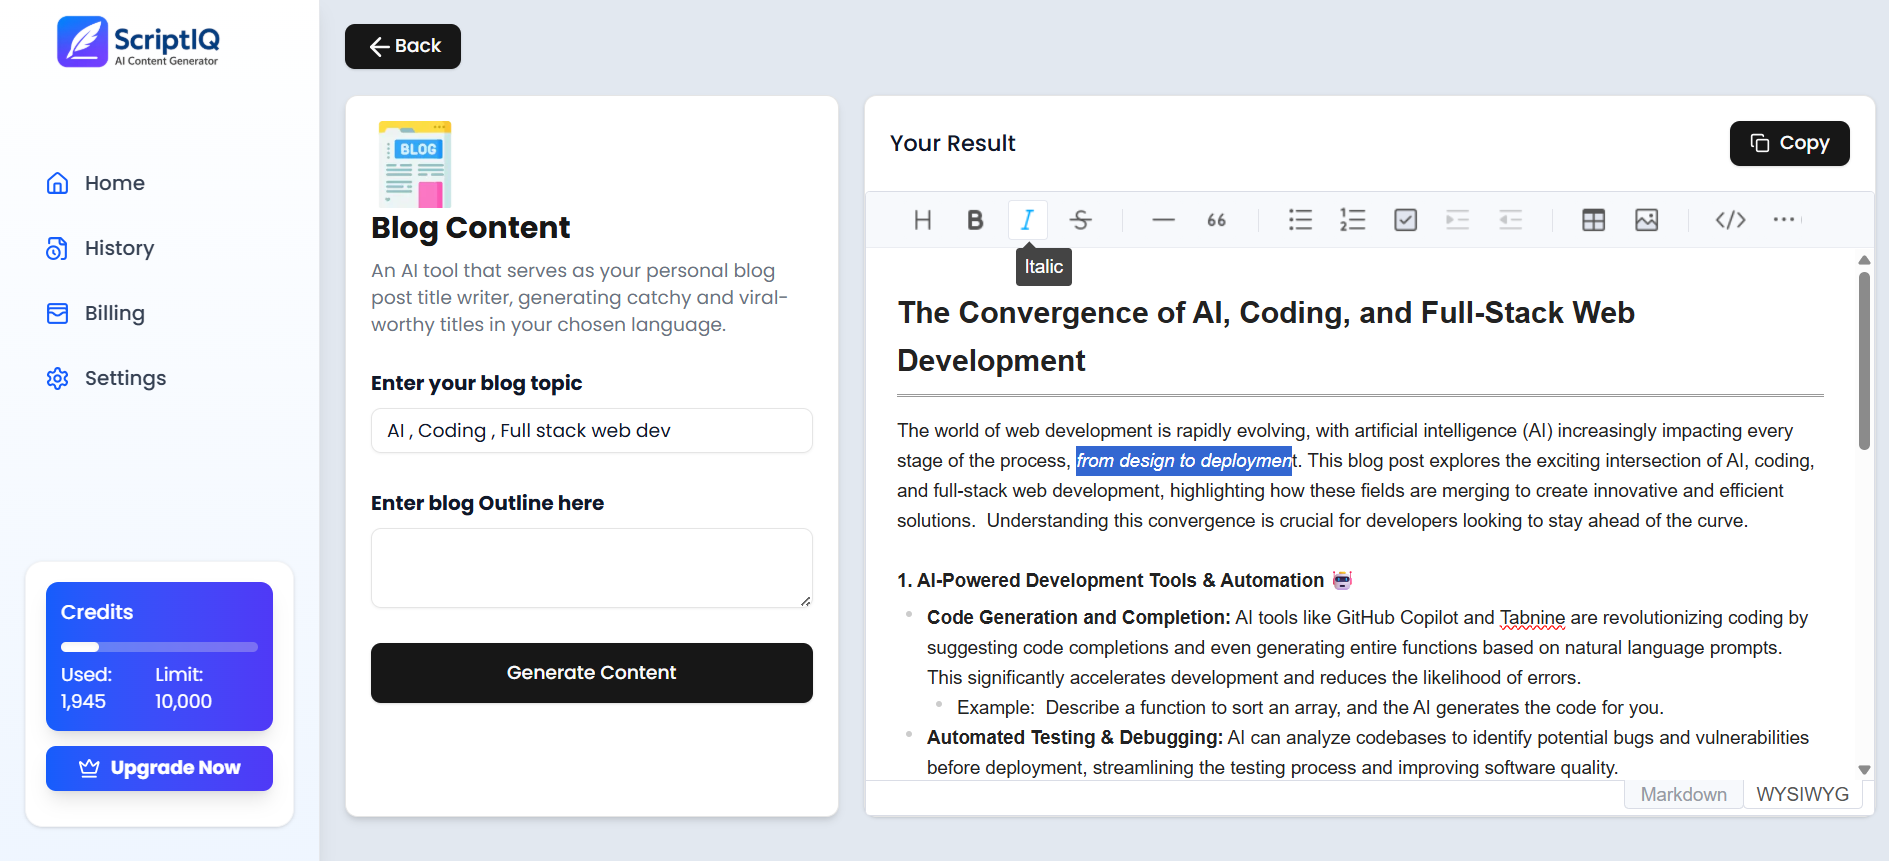 ScriptIQ
AI Content Generator
Home
History
Billing
Settings
Credits
Used:
1,945
Limit:
10,000
Upgrade Now
Back
BLOG
Blog Content
An AI tool that serves as your personal blog
post title writer, generating catchy and viral-
worthy titles in your chosen language.
Enter your blog topic
AI , Coding , Full stack web dev
Enter blog Outline here
Generate Content
Your Result
Copy
H B I S 66
Italic
The Convergence of AI, Coding, and Full-Stack Web
Development
The world of web development is rapidly evolving, with artificial intelligence (AI) increasingly impacting every
stage of the process, from design to deployment. This blog post explores the exciting intersection of AI, coding,
and full-stack web development, highlighting how these fields are merging to create innovative and efficient
solutions.  Understanding this convergence is crucial for developers looking to stay ahead of the curve.
1. AI-Powered Development Tools & Automation 🤖
Code Generation and Completion: AI tools like GitHub Copilot and Tabnine are revolutionizing coding by
suggesting code completions and even generating entire functions based on natural language prompts.
This significantly accelerates development and reduces the likelihood of errors.
Example:  Describe a function to sort an array, and the AI generates the code for you.
Automated Testing & Debugging: AI can analyze codebases to identify potential bugs and vulnerabilities
before deployment, streamlining the testing process and improving software quality.
Markdown
WYSIWYG